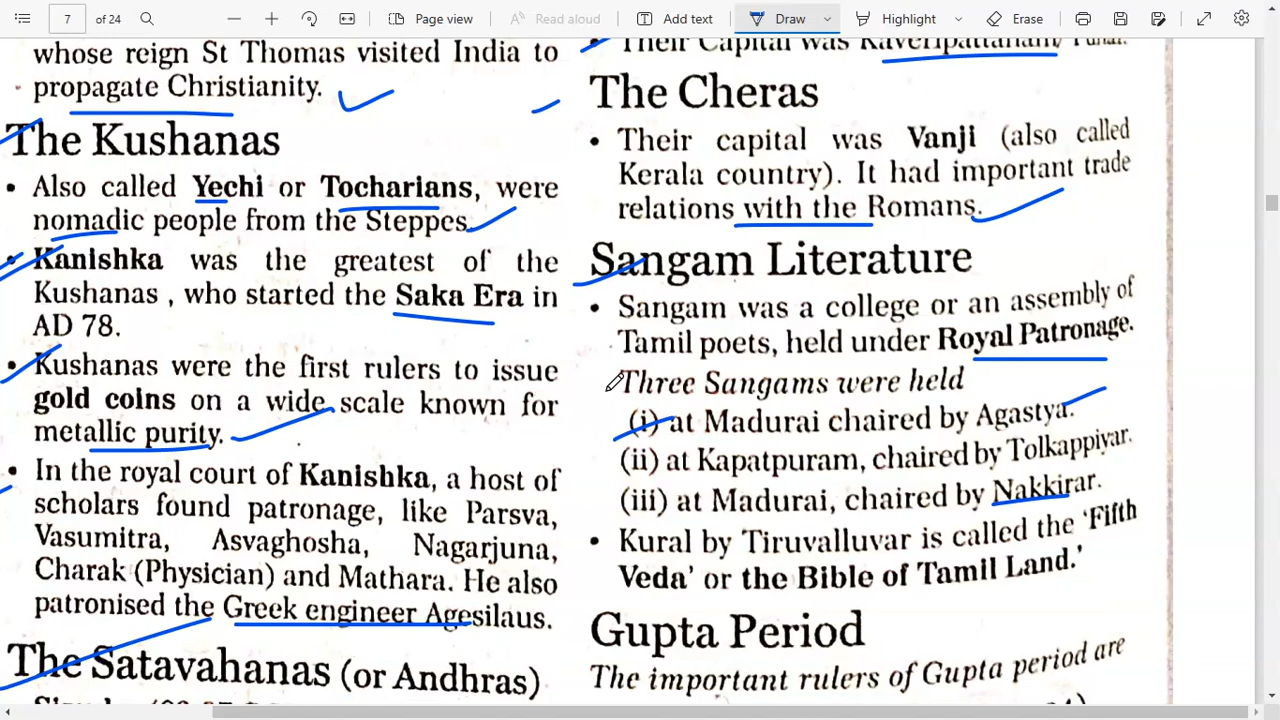 7
of 24
Page view
Read aloud
Add text
Draw
Highlight
Erase
whose reign St Thomas visited India to
propagate Christianity.
The Kushanas
• Also called Yechi or Tocharians, were
nomadic people from the Steppes.
• Kanishka was the greatest of the
Kushanas , who started the Saka Era in
AD 78.
• Kushanas were the first rulers to issue
gold coins on a wide scale known for
metallic purity.
• In the royal court of Kanishka, a host of
scholars found patronage, like Parsva,
Vasumitra, Asvaghosha, Nagarjuna,
Charak (Physician) and Mathara. He also
patronised the Greek engineer Agesilaus.
The Satavahanas (or Andhras)
Their Capital was Kaveripattanam/
The Cheras
• Their capital was Vanji (also called
Kerala country). It had important trade
relations with the Romans.
Sangam Literature
• Sangam was a college or an assembly of
Tamil poets, held under Royal Patronage.
Three Sangams were held
(i) at Madurai chaired by Agastya.
(ii) at Kapatpuram, chaired by Tolkappiyar.
(iii) at Madurai, chaired by Nakkirar.
• Kural by Tiruvalluvar is called the ‘Fifth
Veda’ or the Bible of Tamil Land.’
Gupta Period
The important rulers of Gupta period are